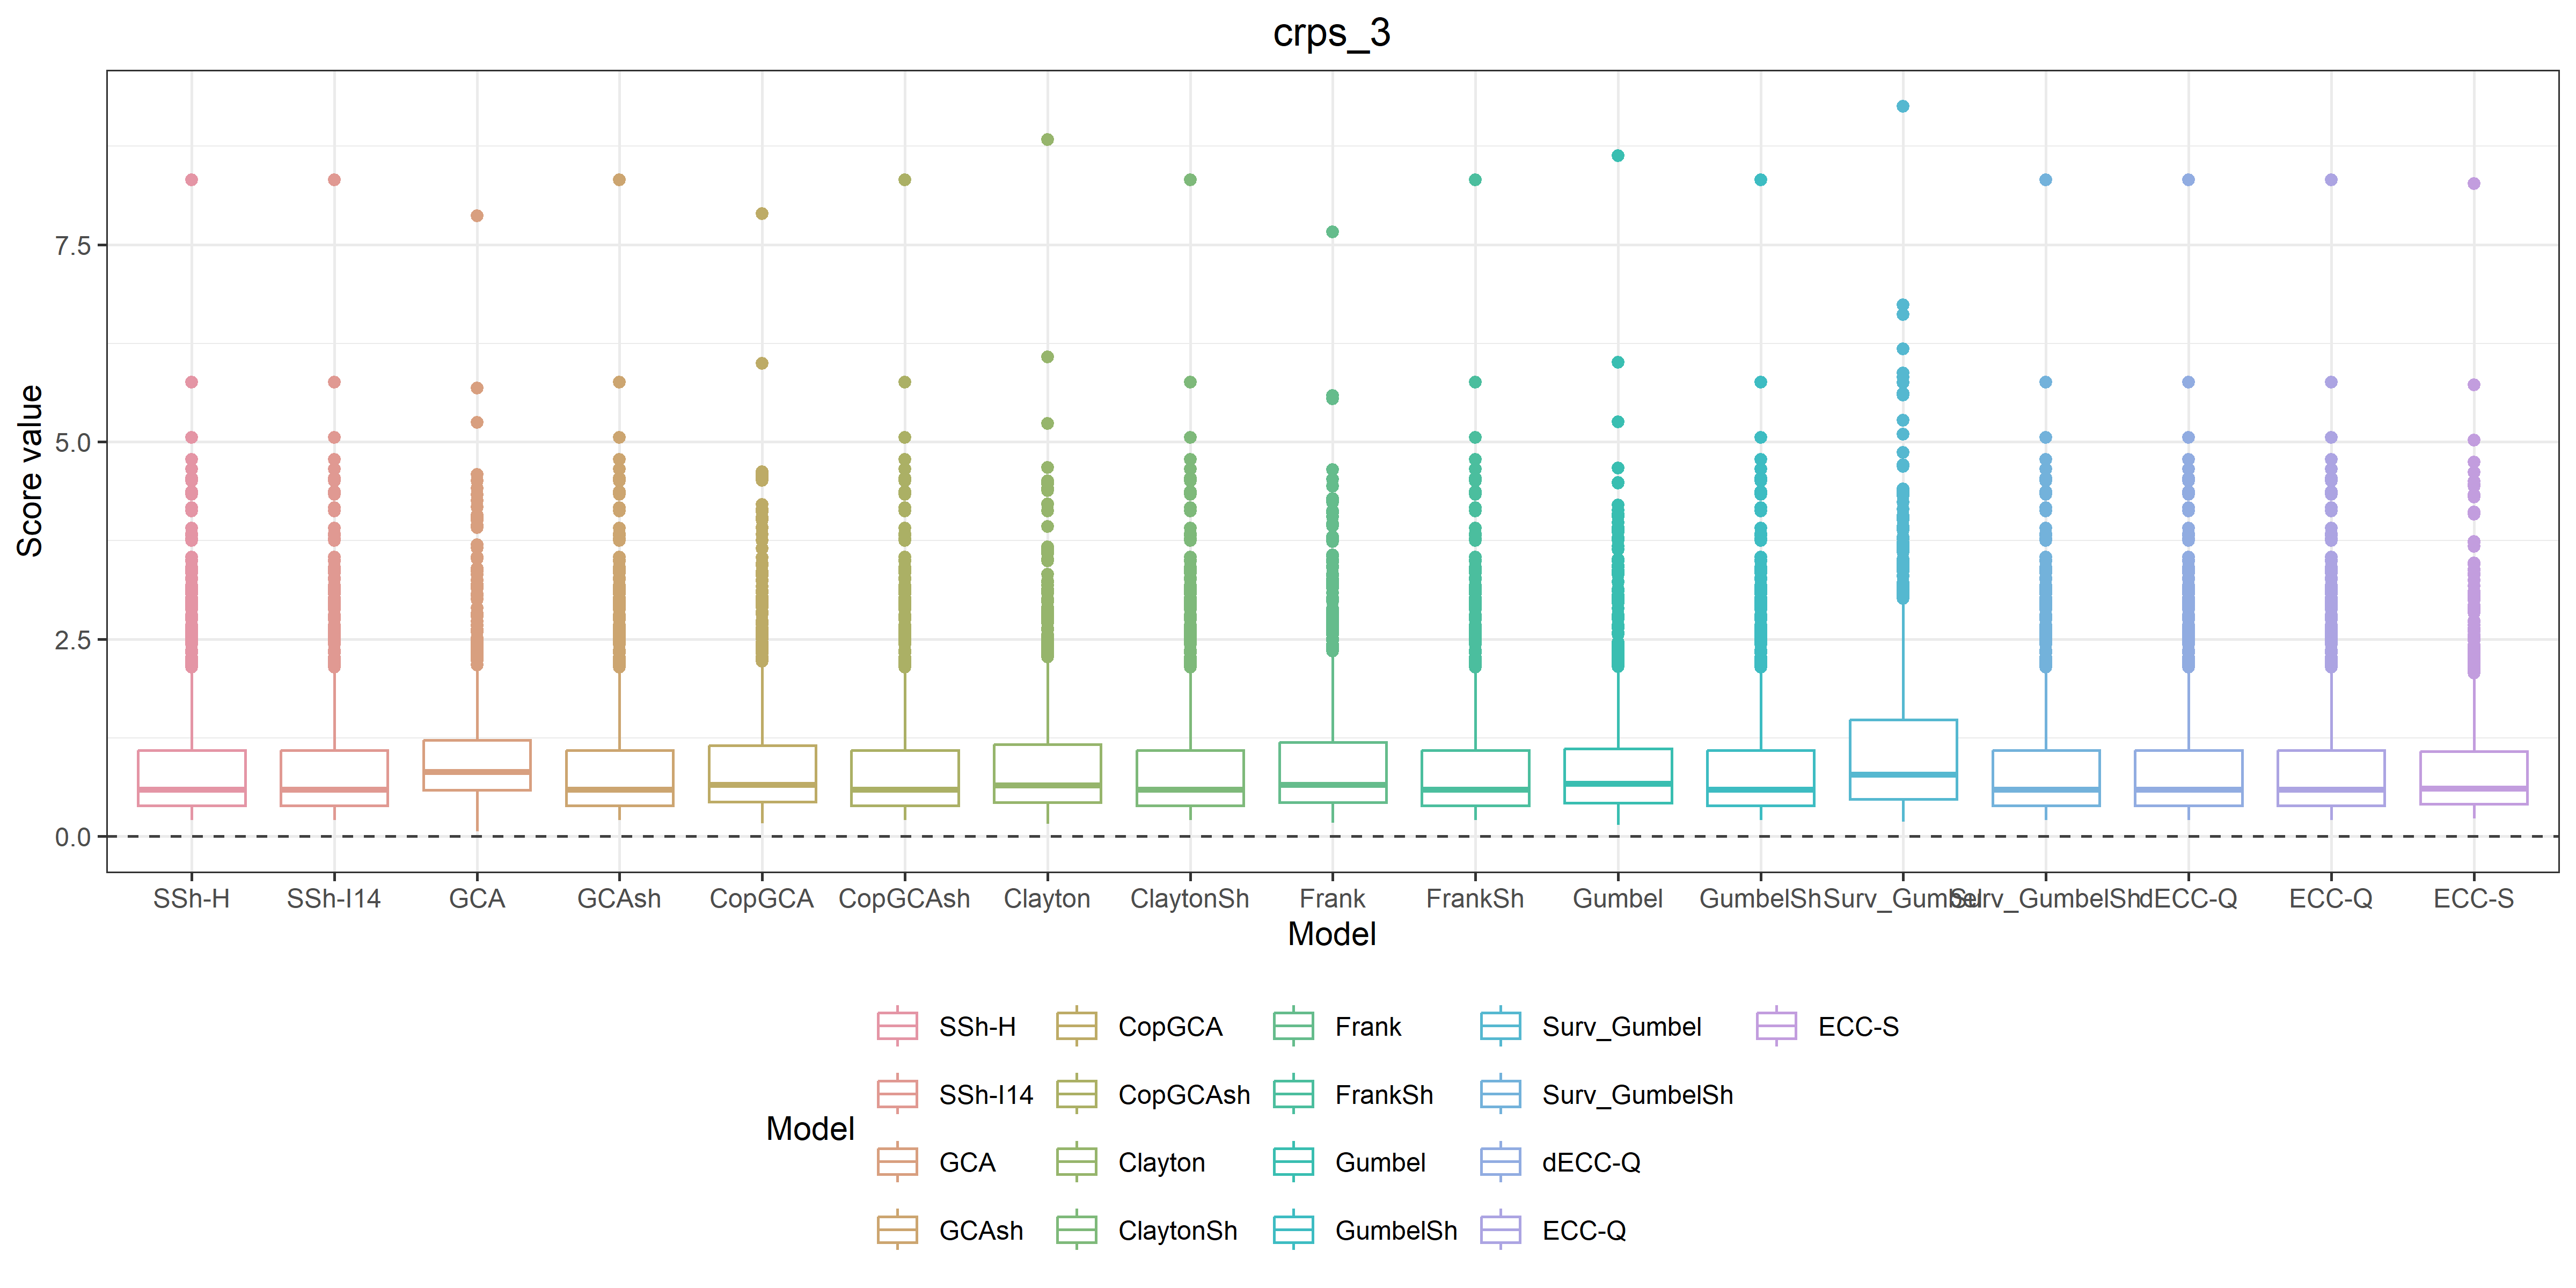 crps_3
Score value
7.5
5.0
2.5
0.0
SSh-H SSh-I14 GCA GCAsh CopGCA CopGCAsh Clayton ClaytonSh Frank FrankSh Gumbel GumbelSh Surv_Gumbel Surv_GumbelSh dECC-Q ECC-Q ECC-S
Model
Model
SSh-H CopGCA Frank Surv_Gumbel ECC-S
SSh-I14 CopGCAsh FrankSh Surv_GumbelSh
GCA Clayton Gumbel dECC-Q
GCAsh ClaytonSh GumbelSh ECC-Q